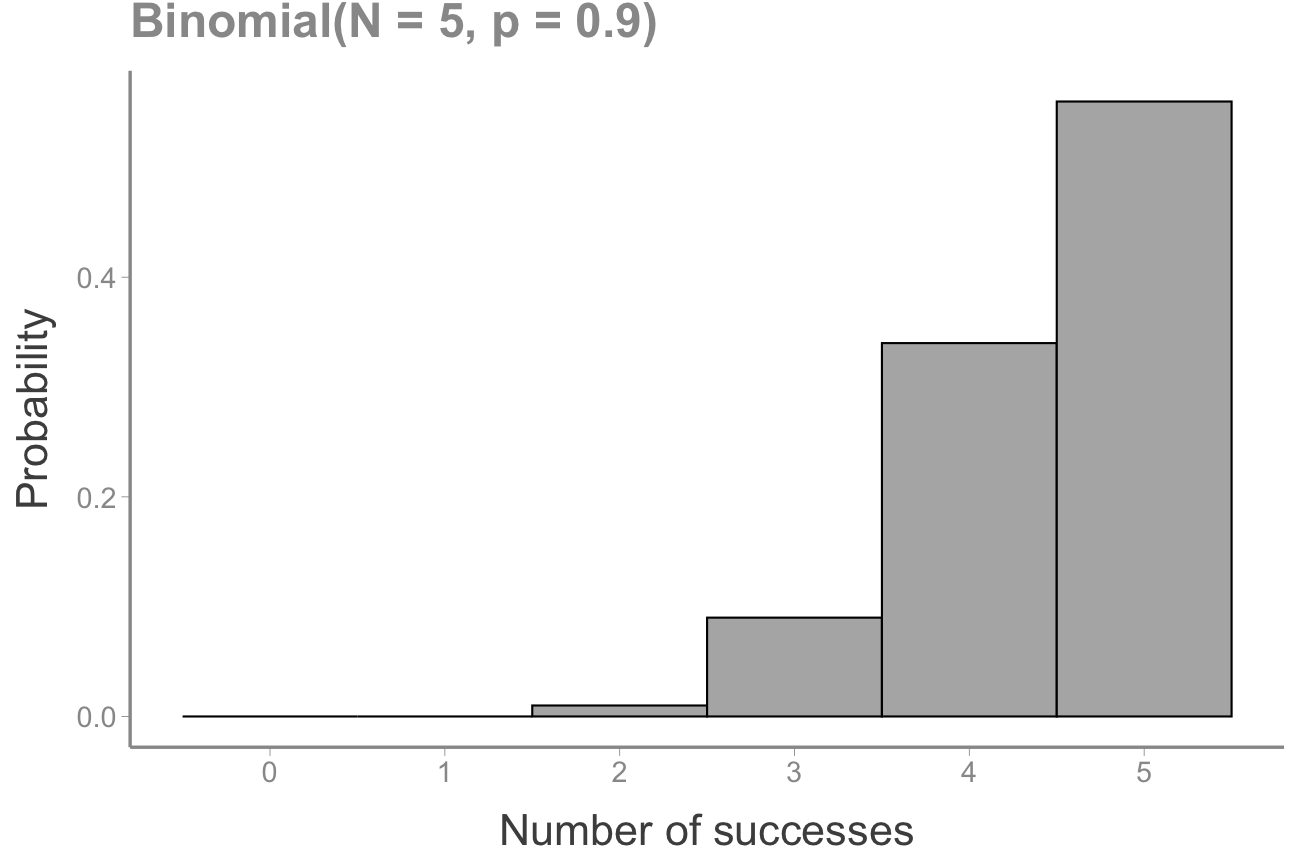 Binomial(N = 5, p = 0.9)
Probability
0.4
0.2
0.0
0 1 2 3 4 5
Number of successes